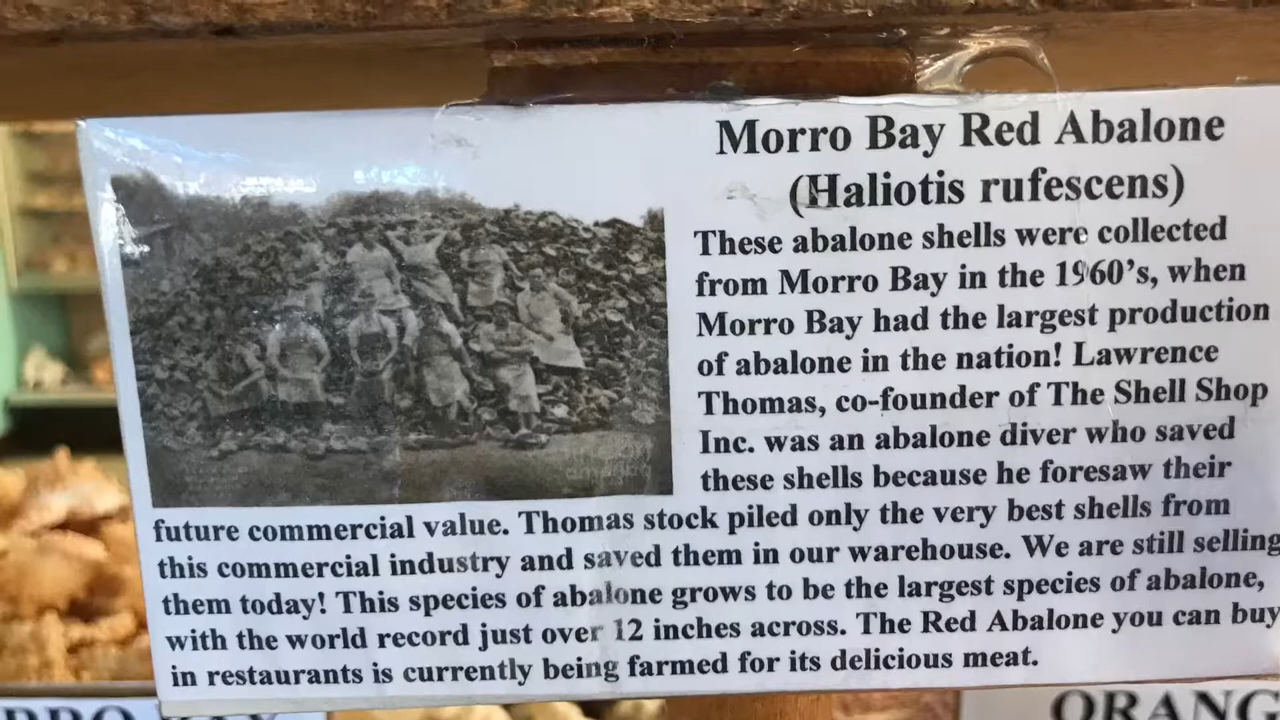 Morro Bay Red Abalone
(Haliotis rufescens)
These abalone shells were collected
from Morro Bay in the 1960's, when
Morro Bay had the largest production
of abalone in the nation! Lawrence
Thomas, co-founder of The Shell Shop
Inc. was an abalone diver who saved
these shells because he foresaw their
future commercial value. Thomas stock piled only the very best shells from
this commercial industry and saved them in our warehouse. We are still selling
them today! This species of abalone grows to be the largest species of abalone,
with the world record just over 12 inches across. The Red Abalone you can buy
in restaurants is currently being farmed for its delicious meat.
ORANG